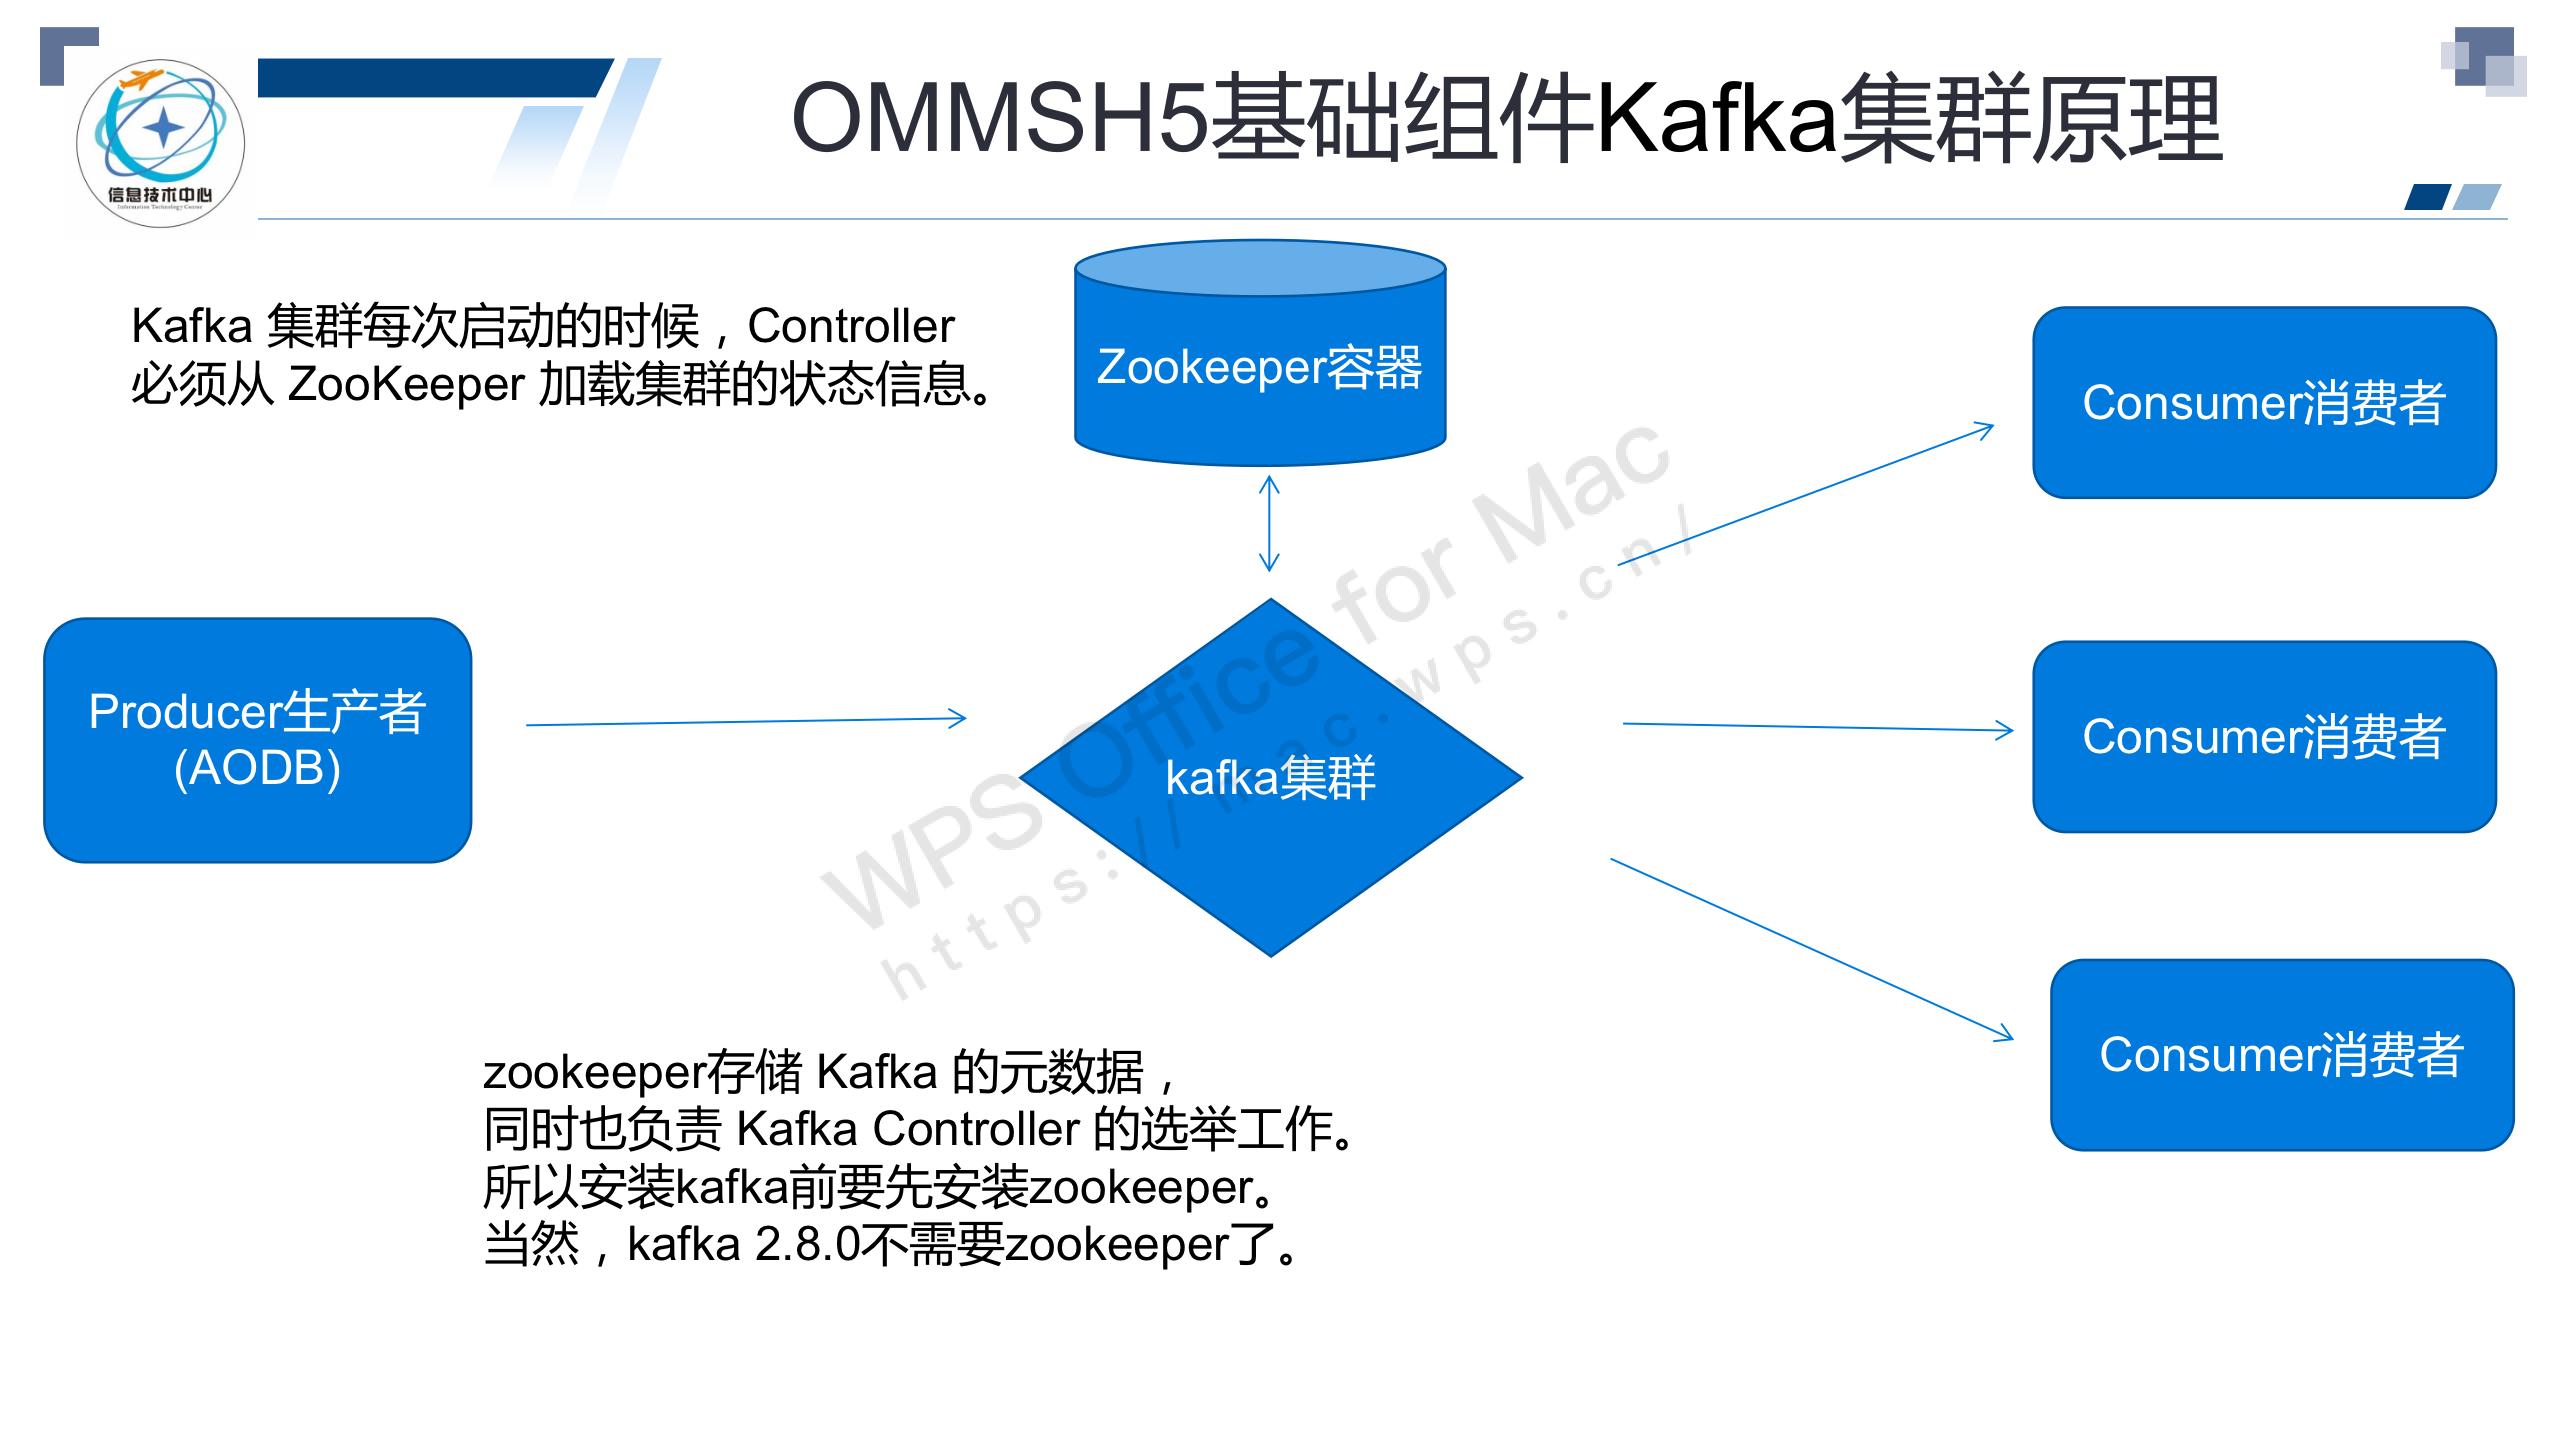 OMMSH5基础组件Kafka集群原理
信息技术中心
Information Technology Center
Kafka 集群每次启动的时候，Controller
必须从 ZooKeeper 加载集群的状态信息。
Zookeeper容器
Consumer消费者
Producer生产者
(AODB)
kafka集群
Consumer消费者
Consumer消费者
zookeeper存储 Kafka 的元数据，
同时也负责 Kafka Controller 的选举工作。
所以安装kafka前要先安装zookeeper。
当然，kafka 2.8.0不需要zookeeper了。
WPS Office for Mac
https://mac.wps.cn/